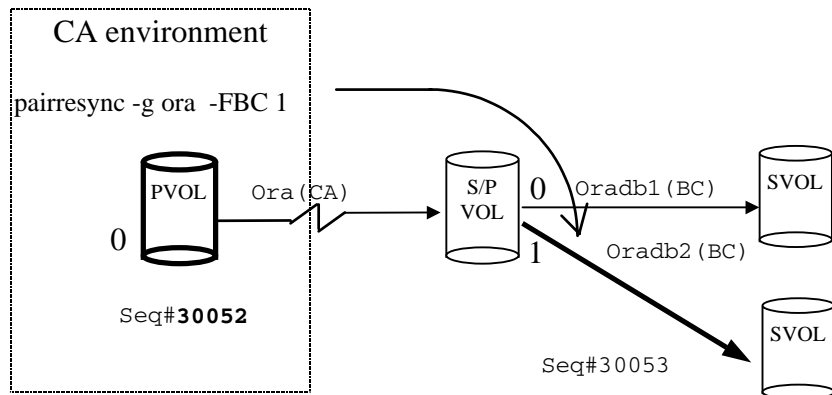 CA environment
pairresync -g ora -FBC 1
PVOL
Ora(CA)
S/P
VOL
0
Oradb1(BC)
SVOL
0
1
Oradb2(BC)
Seq#30052
SVOL
Seq#30053